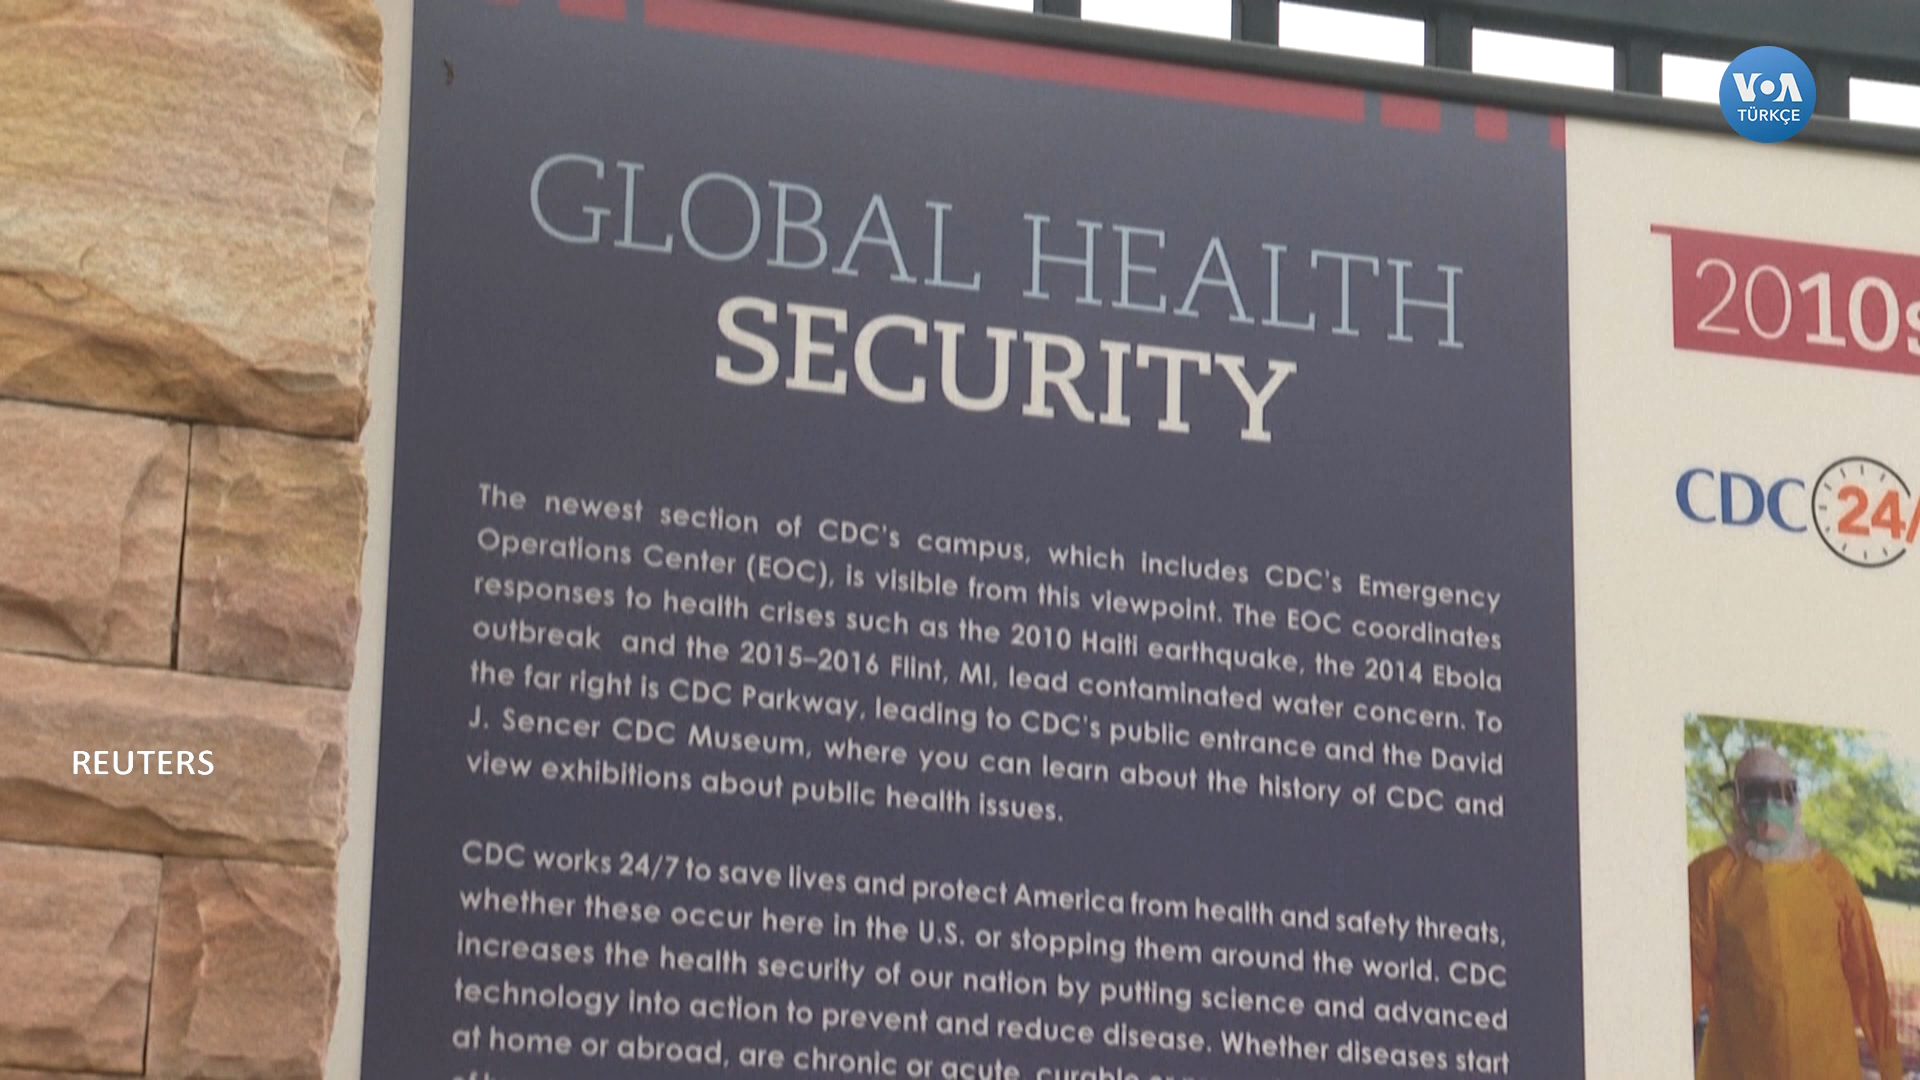 VOA
TÜRKÇE
GLOBAL HEALTH
SECURITY
The newest section of CDC's campus, which includes CDC's Emergency
Operations Center (EOC), is visible from this viewpoint. The EOC coordinates
responses to health crises such as the 2010 Haiti earthquake, the 2014 Ebola
outbreak and the 2015–2016 Flint, MI, lead contaminated water concern. To
the far right is CDC Parkway, leading to CDC's public entrance and the David
J. Sencer CDC Museum, where you can learn about the history of CDC and
view exhibitions about public health issues.
CDC works 24/7 to save lives and protect America from health and safety threats,
whether these occur here in the U.S. or stopping them around the world. CDC
increases the health security of our nation by putting science and advanced
technology into action to prevent and reduce disease. Whether diseases start
at home or abroad, are chronic or acute, curable or
2010s
CDC 24/
REUTERS